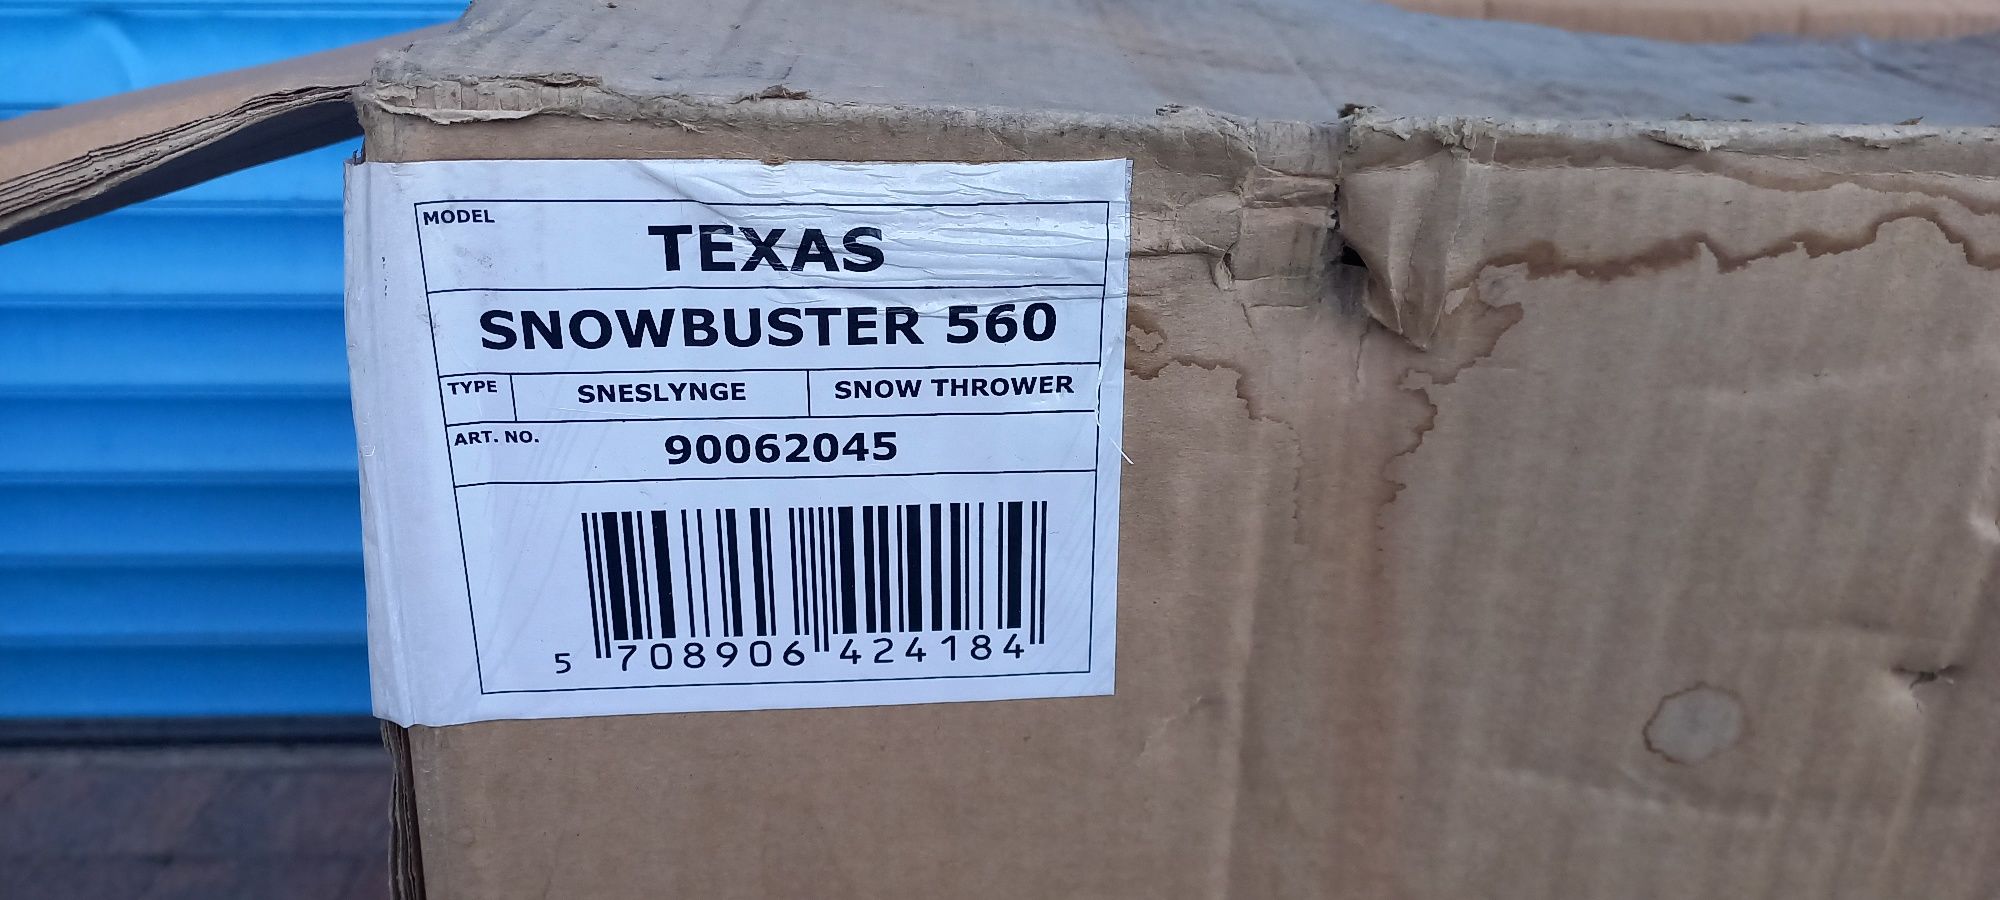 MODEL
TEXAS
SNOWBUSTER 560
TYPE SNESLYNGE SNOW THROWER
ART. NO. 90062045
5 708906 424184